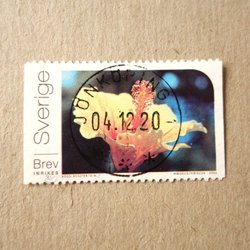 Sverige
Brev
INRIKES
JÖNKÖPING
04.12.20